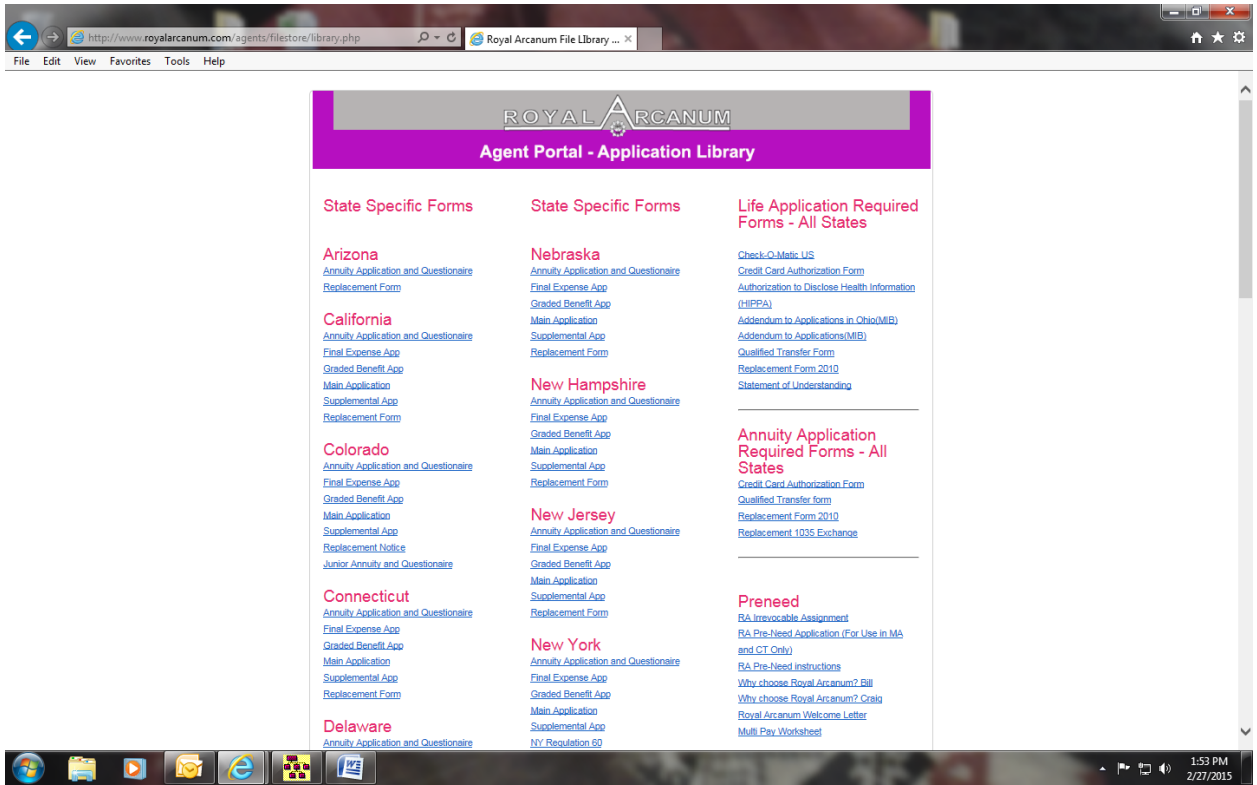 http://www.royalarcanum.com/agents/filestore/library.php
Royal Arcanum File LIbrary ...
File Edit View Favorites Tools Help
ROYAL ARCANUM
Agent Portal - Application Library
State Specific Forms
Arizona
Annuity Application and Questionaire
Replacement Form
California
Annuity Application and Questionaire
Final Expense App
Graded Benefit App
Main Application
Supplemental App
Replacement Form
Colorado
Annuity Application and Questionaire
Final Expense App
Graded Benefit App
Main Application
Supplemental App
Replacement Notice
Junior Annuity and Questionaire
Connecticut
Annuity Application and Questionaire
Final Expense App
Graded Benefit App
Main Application
Supplemental App
Replacement Form
Delaware
Annuity Application and Questionaire
State Specific Forms
Nebraska
Annuity Application and Questionaire
Final Expense App
Graded Benefit App
Main Application
Supplemental App
Replacement Form
New Hampshire
Annuity Application and Questionaire
Final Expense App
Graded Benefit App
Main Application
Supplemental App
Replacement Form
New Jersey
Annuity Application and Questionaire
Final Expense App
Graded Benefit App
Main Application
Supplemental App
Replacement Form
New York
Annuity Application and Questionaire
Final Expense App
Graded Benefit App
Main Application
Supplemental App
NY Regulation 60
Life Application Required
Forms - All States
Check-O-Matic US
Credit Card Authorization Form
Authorization to Disclose Health Information
(HIPPA)
Addendum to Applications in Ohio(MIB)
Addendum to Applications(MIB)
Qualified Transfer Form
Replacement Form 2010
Statement of Understanding
Annuity Application
Required Forms - All
States
Credit Card Authorization Form
Qualified Transfer form
Replacement Form 2010
Replacement 1035 Exchange
Preneed
RA Irrevocable Assignment
RA Pre-Need Application (For Use in MA
and CT Only)
RA Pre-Need instructions
Why choose Royal Arcanum? Bill
Why choose Royal Arcanum? Craig
Royal Arcanum Welcome Letter
Multi Pay Worksheet
1:53 PM
2/27/2015